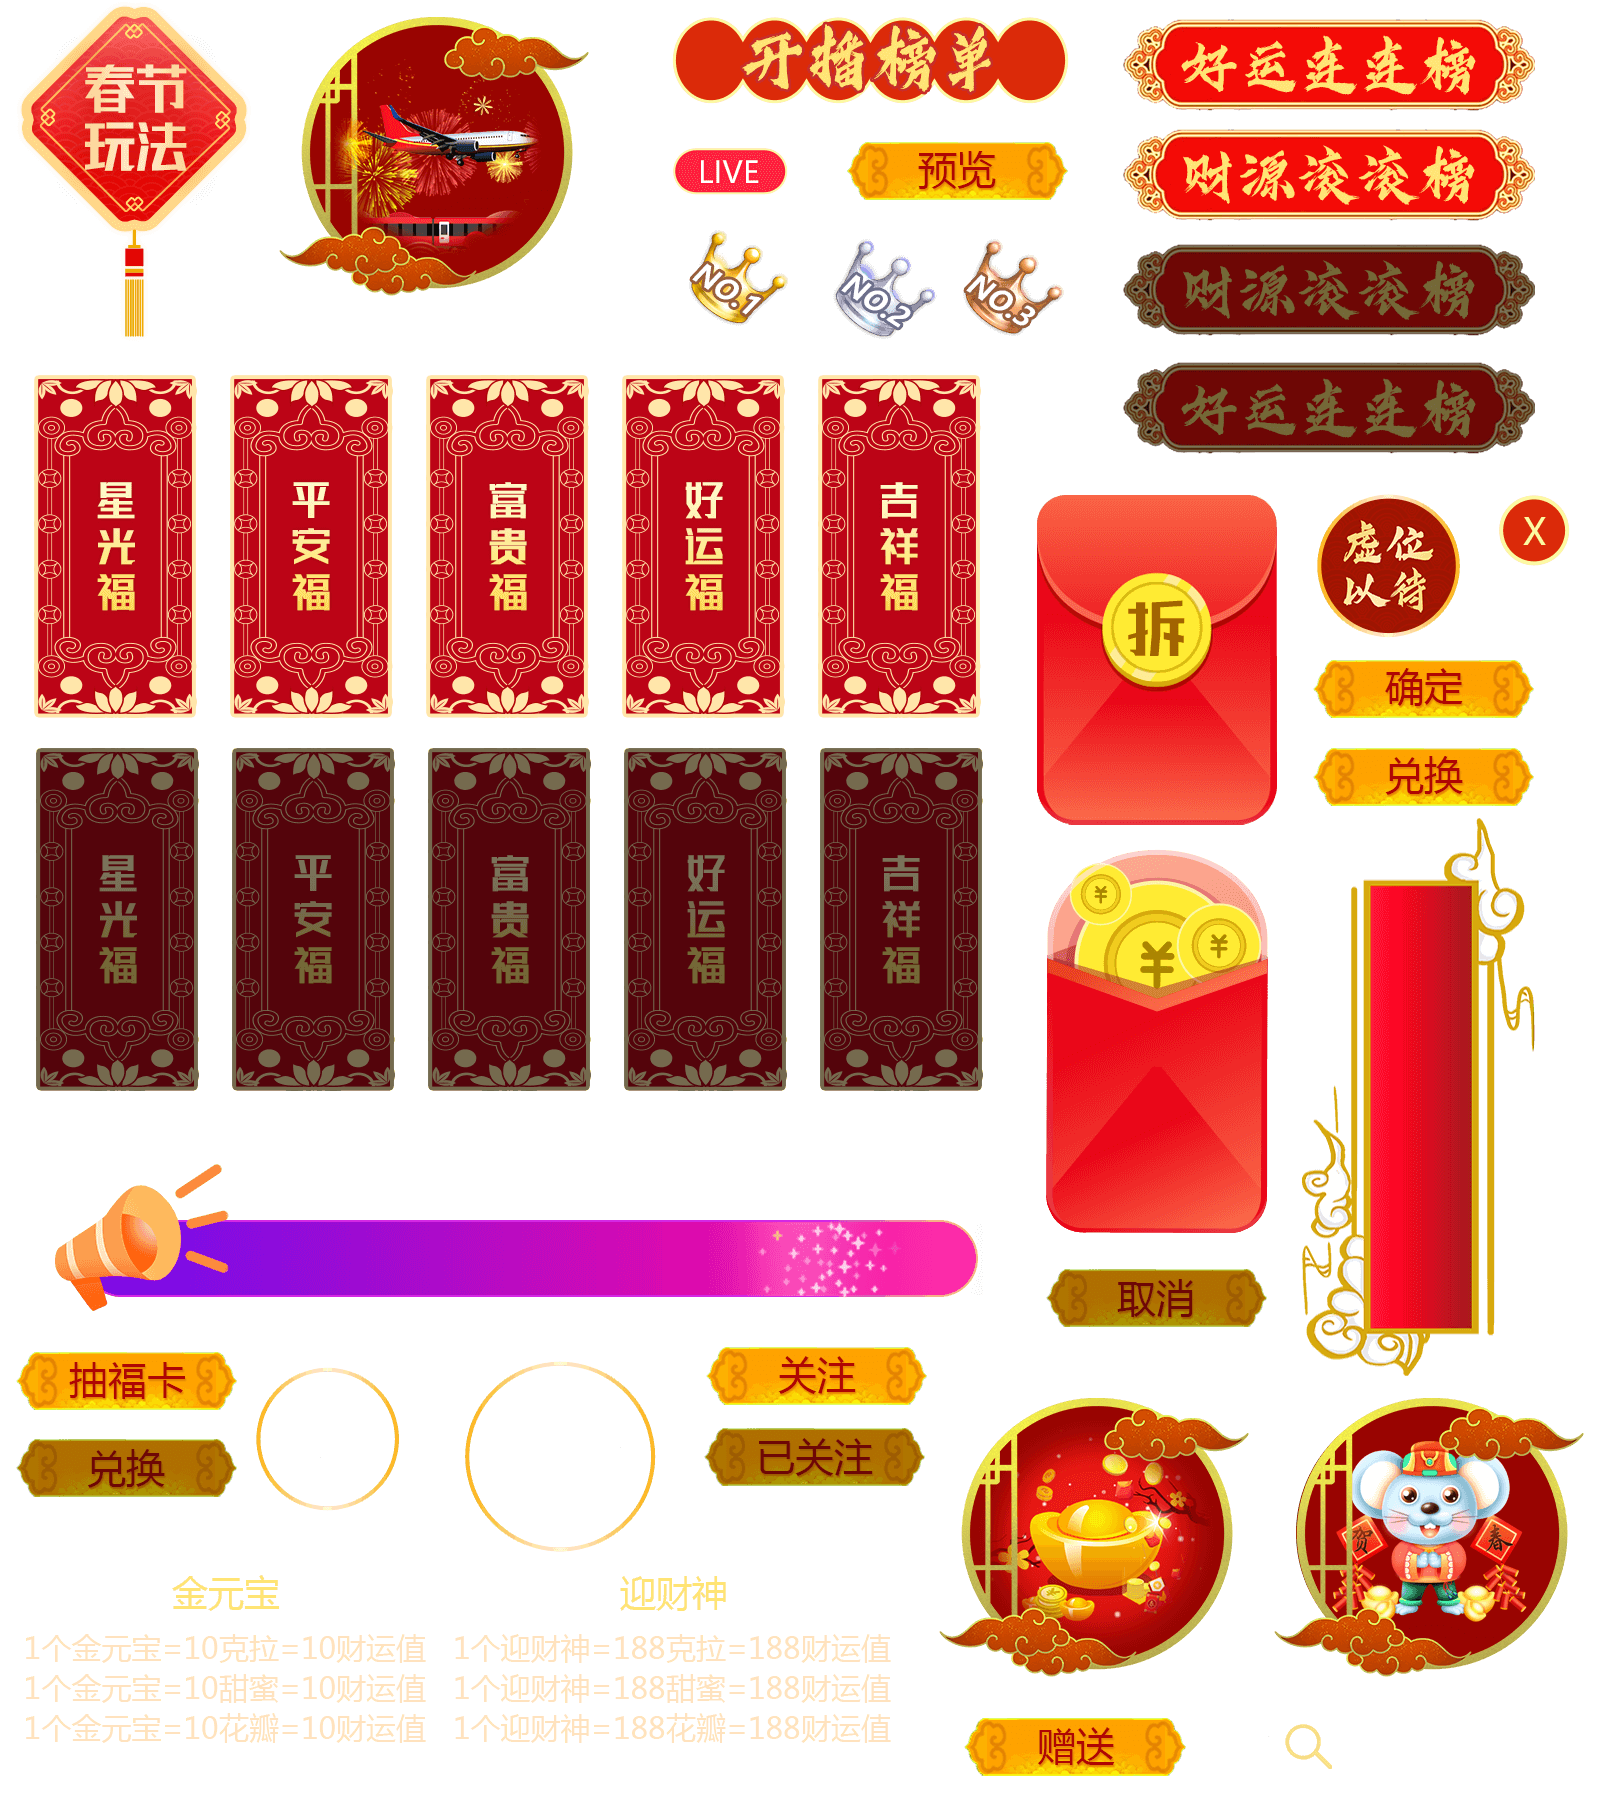 春节
玩法
开播榜单
LIVE
预览
NO.1
NO.2
NO.3
好运连连榜
财源滚滚榜
财源滚滚榜
好运连连榜
星光福
平安福
富贵福
好运福
吉祥福
拆
虚位
以待
X
确定
兑换
星光福
平安福
富贵福
好运福
吉祥福
¥
¥
¥
取消
抽福卡
兑换
关注
已关注
贺
春
金元宝
1个金元宝=10克拉=10财运值
1个金元宝=10甜蜜=10财运值
1个金元宝=10花瓣=10财运值
迎财神
1个迎财神=188克拉=188财运值
1个迎财神=188甜蜜=188财运值
1个迎财神=188花瓣=188财运值
赠送